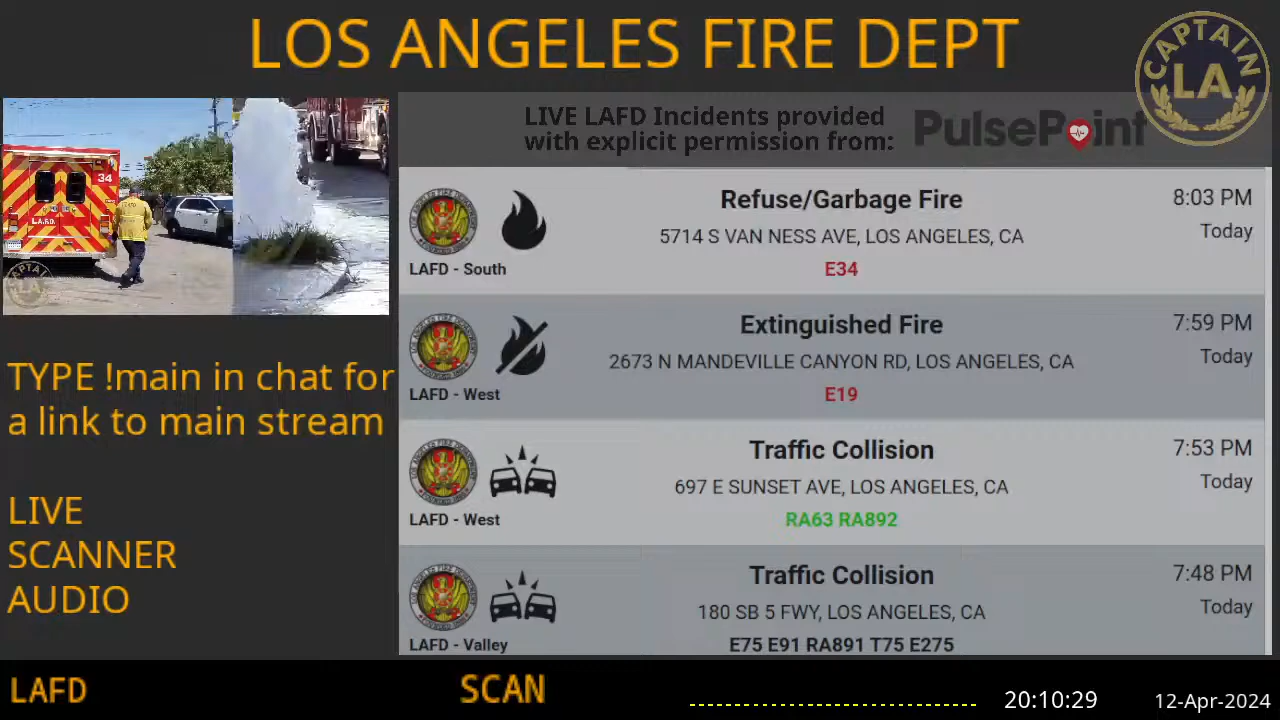 LOS ANGELES FIRE DEPT
CAPTAIN
LA
LIVE LAFD Incidents provided
with explicit permission from:
PulsePoint
34
L.A.F.D.
CAPTAIN
LA
TYPE !main in chat for
a link to main stream
LIVE
SCANNER
AUDIO
Refuse/Garbage Fire
8:03 PM
5714 S VAN NESS AVE, LOS ANGELES, CA
Today
LAFD - South
E34
Extinguished Fire
7:59 PM
2673 N MANDEVILLE CANYON RD, LOS ANGELES, CA
Today
LAFD - West
E19
Traffic Collision
7:53 PM
697 E SUNSET AVE, LOS ANGELES, CA
Today
LAFD - West
RA63 RA892
Traffic Collision
7:48 PM
180 SB 5 FWY, LOS ANGELES, CA
Today
LAFD - Valley
E75 E91 RA891 T75 E275
LAFD
SCAN
20:10:29
12-Apr-2024